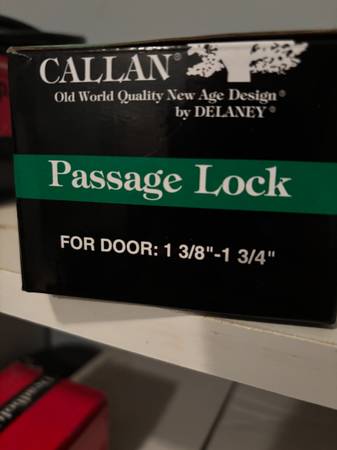 CALLAN®
Old World Quality New Age Design®
by DELANEY®
Passage Lock
FOR DOOR: 1 3/8"-1 3/4"